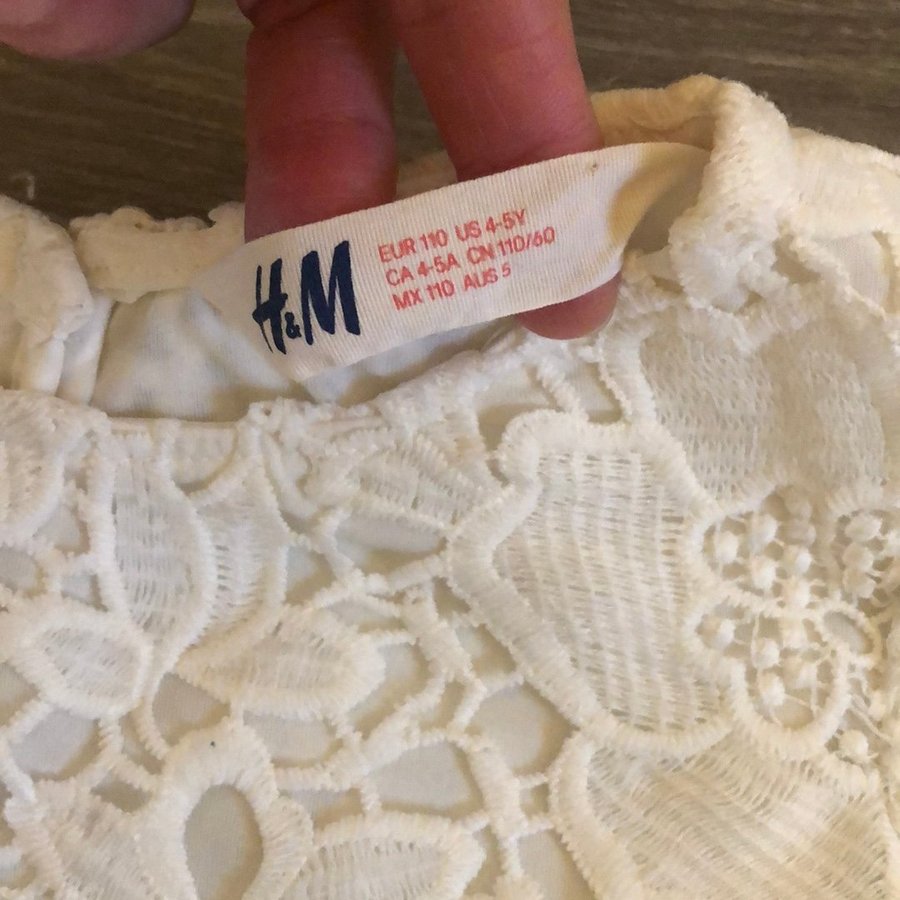 H&M
EUR 110 US 4-5Y
CA 4-5A CN 110/60
MX 110 AUS 5